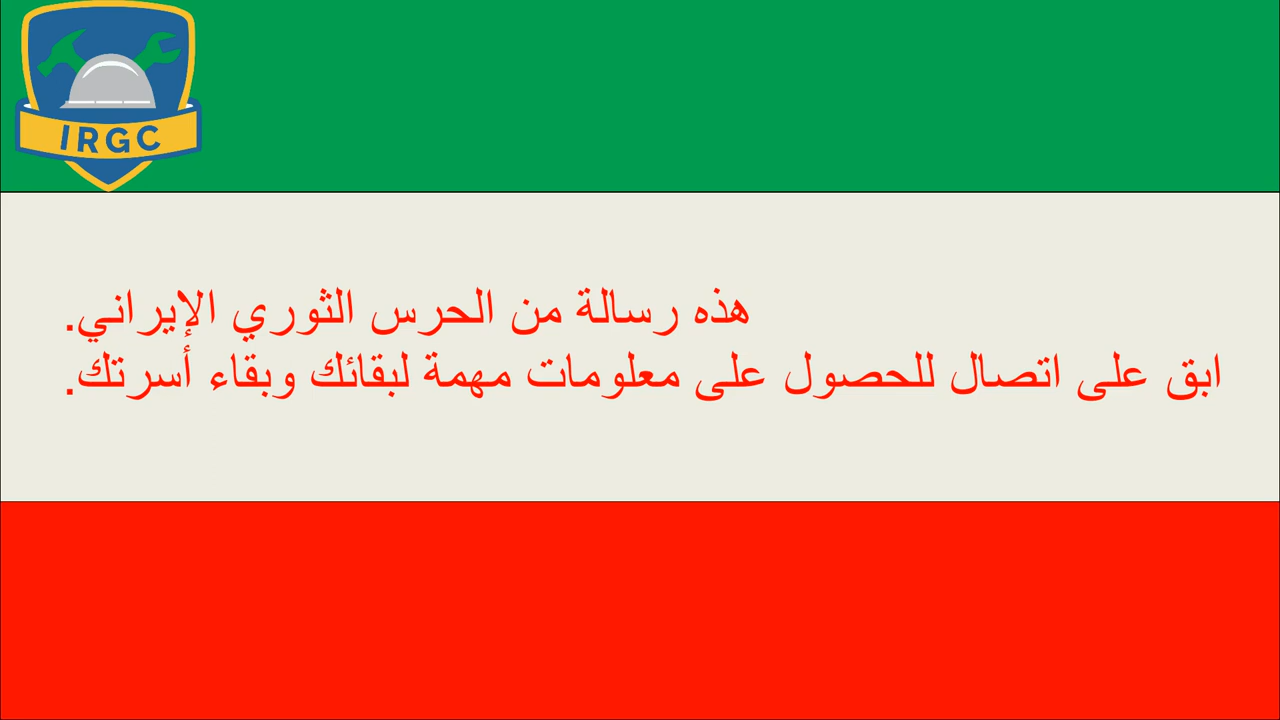 IRGC
هذه رسالة من الحرس الثوري الإيراني.
ابق على اتصال للحصول على معلومات مهمة لبقائك وبقاء أسرتك.